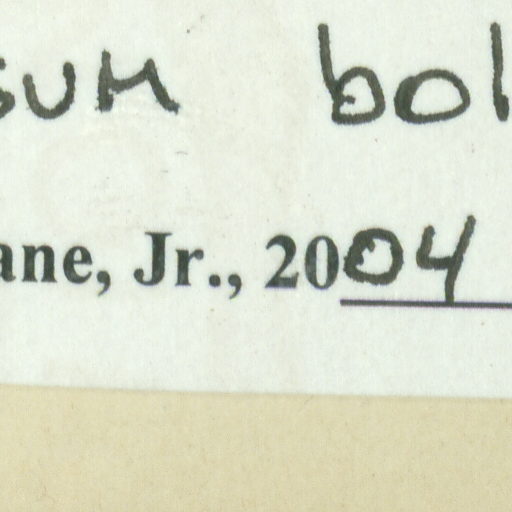 sum bol
ane, Jr., 2004